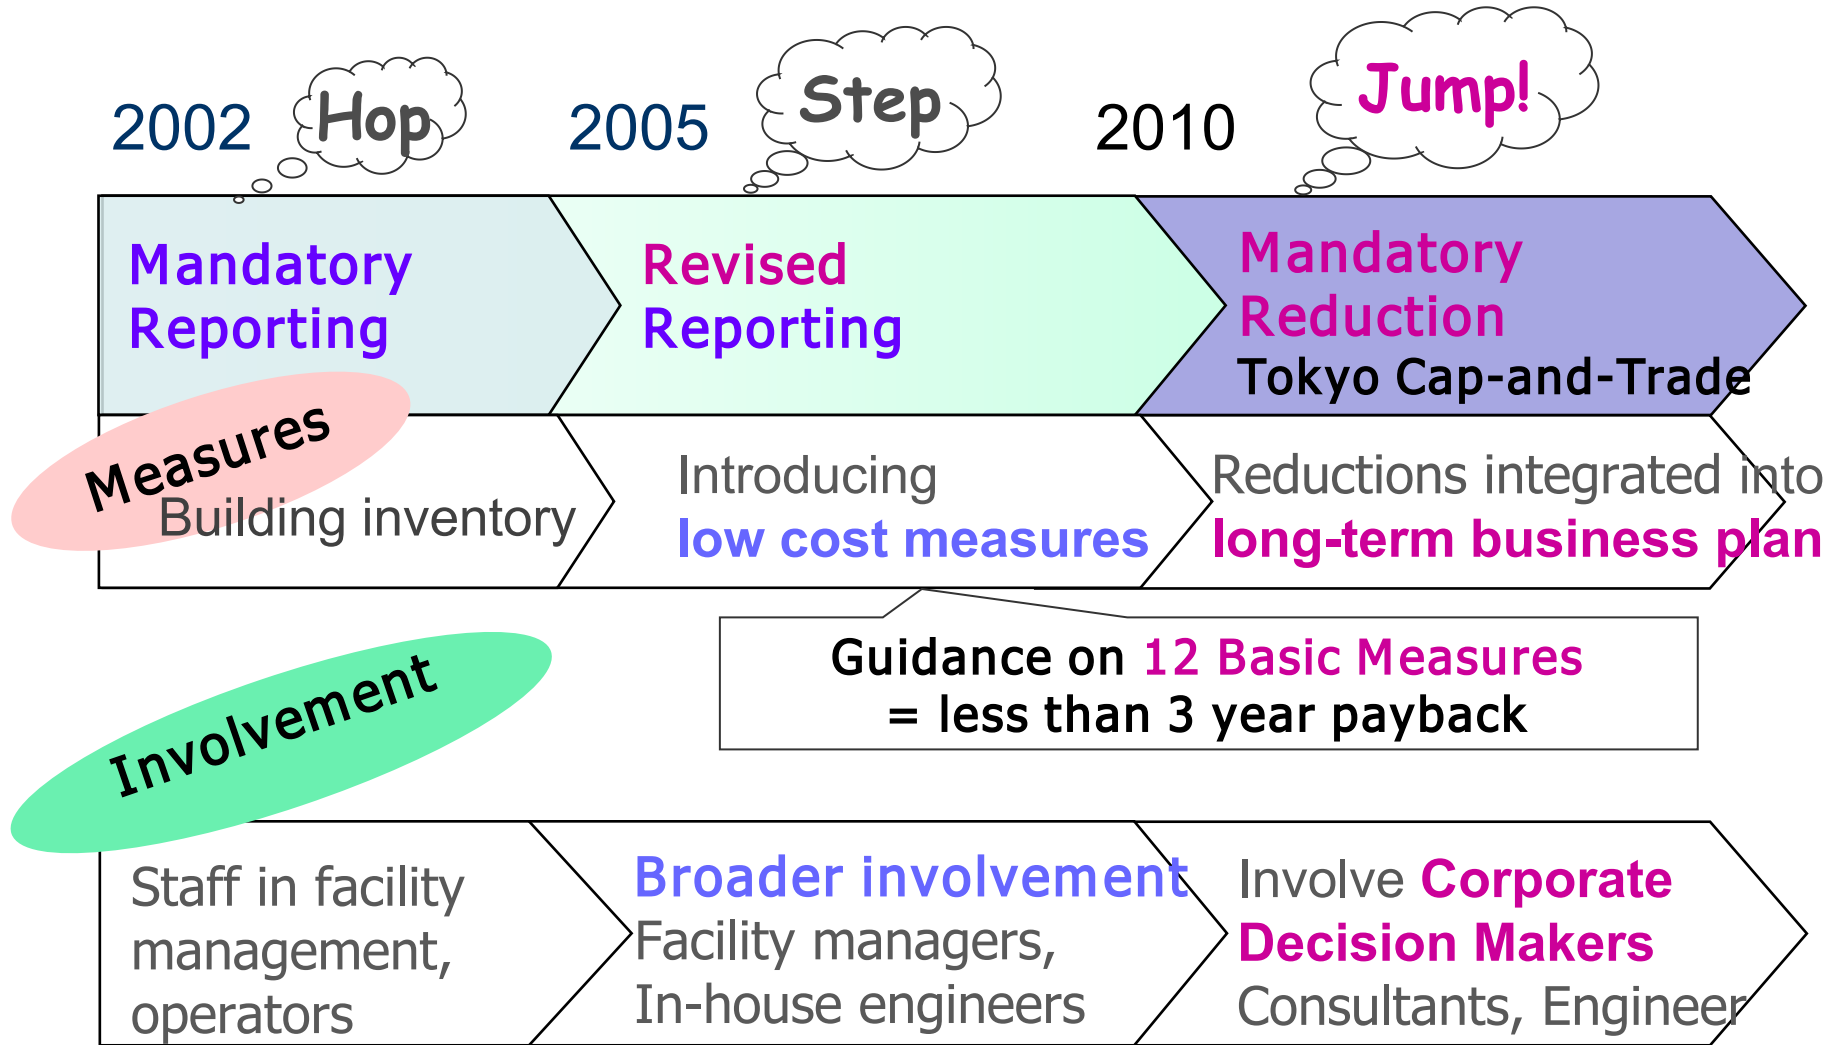 2002
Hop
2005
Step
2010
Jump!
Mandatory
Reporting
Revised
Reporting
Mandatory
Reduction
Tokyo Cap-and-Trade
Measures
Building inventory
Introducing
low cost measures
Reductions integrated into
long-term business plan
Guidance on 12 Basic Measures
= less than 3 year payback
Involvement
Staff in facility
management,
operators
Broader involvement
Facility managers,
In-house engineers
Involve Corporate
Decision Makers
Consultants, Engineer